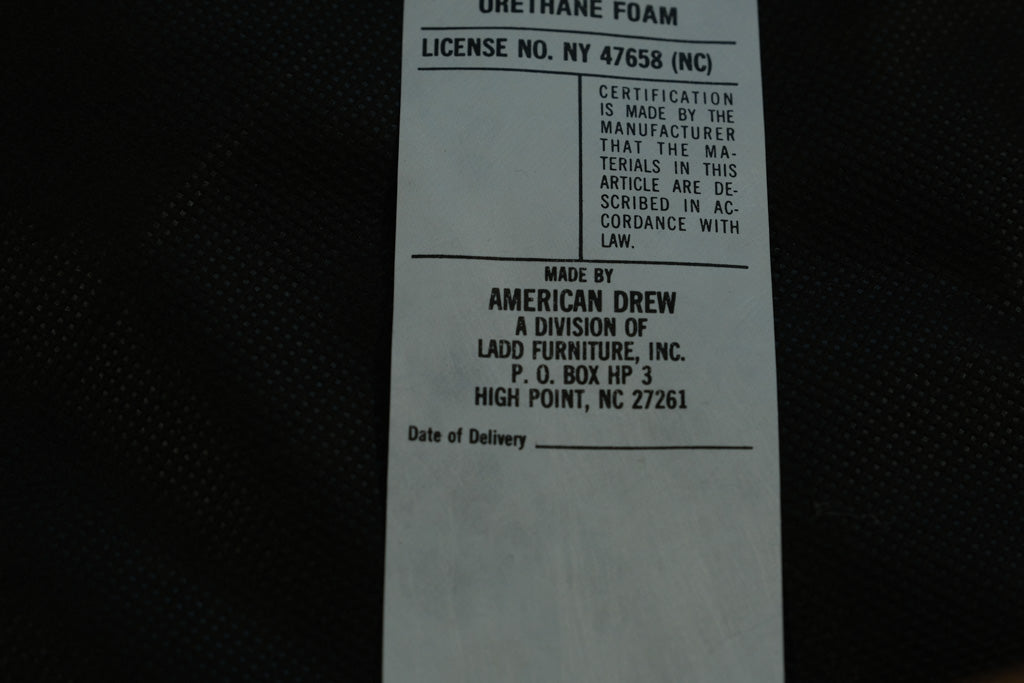 URETHANE FOAM
LICENSE NO. NY 47658 (NC)
CERTIFICATION
IS MADE BY THE
MANUFACTURER
THAT THE MA-
TERIALS IN THIS
ARTICLE ARE DE-
SCRIBED IN AC-
CORDANCE WITH
LAW.
MADE BY
AMERICAN DREW
A DIVISION OF
LADD FURNITURE, INC.
P. O. BOX HP 3
HIGH POINT, NC 27261
Date of Delivery